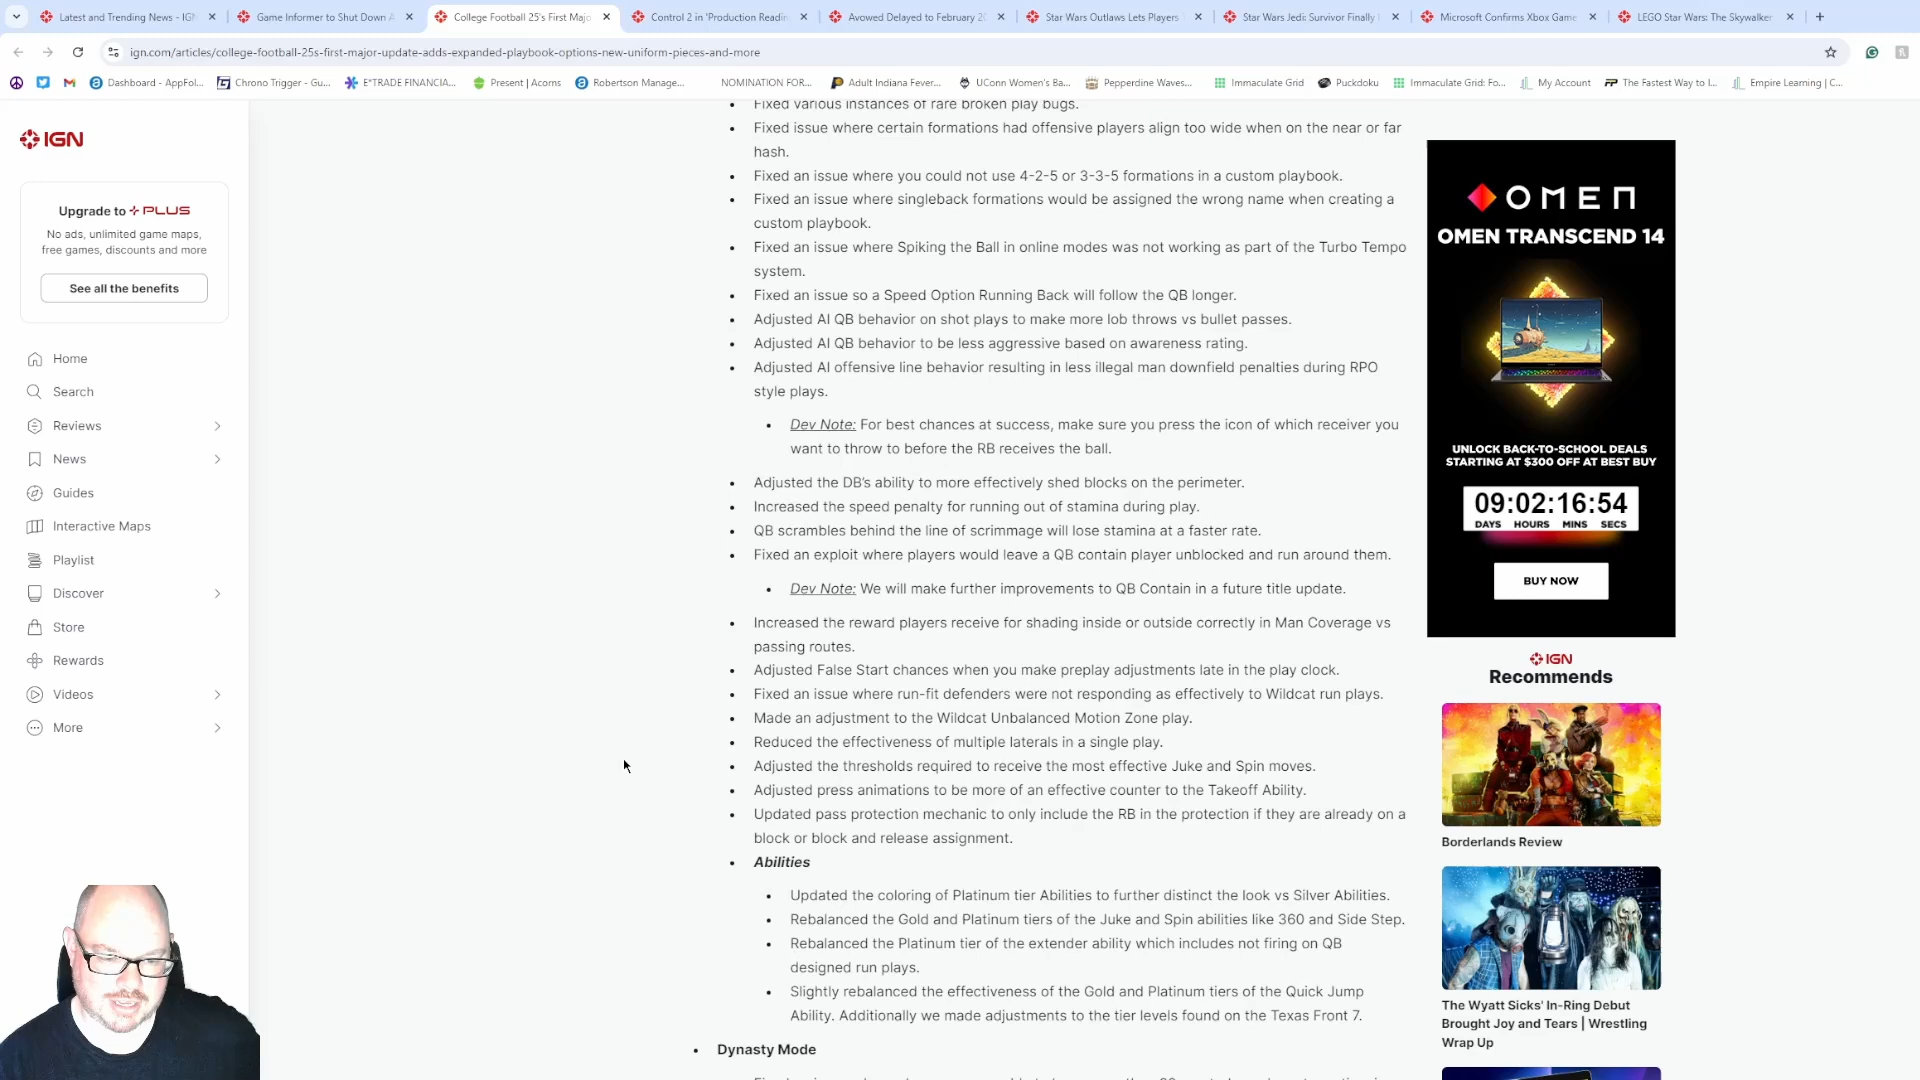 Latest and Trending News - IGN
Game Informer to Shut Down A
College Football 25's First Majo
Control 2 in 'Production Readin
Avowed Delayed to February 20
Star Wars Outlaws Lets Players
Star Wars Jedi: Survivor Finally
Microsoft Confirms Xbox Game
LEGO Star Wars: The Skywalker
ign.com/articles/college-football-25s-first-major-update-adds-expanded-playbook-options-new-uniform-pieces-and-more
Dashboard - AppFol...
Chrono Trigger - Gu...
E*TRADE FINANCIA...
Present | Acorns
Robertson Manage...
NOMINATION FOR...
Adult Indiana Fever...
UConn Women's Ba...
Pepperdine Waves...
Immaculate Grid
Puckdoku
Immaculate Grid: Fo...
My Account
The Fastest Way to I...
Empire Learning | C...
IGN
Upgrade to + PLUS
No ads, unlimited game maps,
free games, discounts and more
See all the benefits
Home
Search
Reviews
News
Guides
Interactive Maps
Playlist
Discover
Store
Rewards
Videos
More
• Fixed various instances of rare broken play bugs.
• Fixed issue where certain formations had offensive players align too wide when on the near or far
hash.
• Fixed an issue where you could not use 4-2-5 or 3-3-5 formations in a custom playbook.
• Fixed an issue where singleback formations would be assigned the wrong name when creating a
custom playbook.
• Fixed an issue where Spiking the Ball in online modes was not working as part of the Turbo Tempo
system.
• Fixed an issue so a Speed Option Running Back will follow the QB longer.
• Adjusted AI QB behavior on shot plays to make more lob throws vs bullet passes.
• Adjusted AI QB behavior to be less aggressive based on awareness rating.
• Adjusted AI offensive line behavior resulting in less illegal man downfield penalties during RPO
style plays.
• Dev Note: For best chances at success, make sure you press the icon of which receiver you
want to throw to before the RB receives the ball.
• Adjusted the DB's ability to more effectively shed blocks on the perimeter.
• Increased the speed penalty for running out of stamina during play.
• QB scrambles behind the line of scrimmage will lose stamina at a faster rate.
• Fixed an exploit where players would leave a QB contain player unblocked and run around them.
• Dev Note: We will make further improvements to QB Contain in a future title update.
• Increased the reward players receive for shading inside or outside correctly in Man Coverage vs
passing routes.
• Adjusted False Start chances when you make preplay adjustments late in the play clock.
• Fixed an issue where run-fit defenders were not responding as effectively to Wildcat run plays.
• Made an adjustment to the Wildcat Unbalanced Motion Zone play.
• Reduced the effectiveness of multiple laterals in a single play.
• Adjusted the thresholds required to receive the most effective Juke and Spin moves.
• Adjusted press animations to be more of an effective counter to the Takeoff Ability.
• Updated pass protection mechanic to only include the RB in the protection if they are already on a
block or block and release assignment.
• Abilities
• Updated the coloring of Platinum tier Abilities to further distinct the look vs Silver Abilities.
• Rebalanced the Gold and Platinum tiers of the Juke and Spin abilities like 360 and Side Step.
• Rebalanced the Platinum tier of the extender ability which includes not firing on QB
designed run plays.
• Slightly rebalanced the effectiveness of the Gold and Platinum tiers of the Quick Jump
Ability. Additionally we made adjustments to the tier levels found on the Texas Front 7.
• Dynasty Mode
OMEN
OMEN TRANSCEND 14
UNLOCK BACK-TO-SCHOOL DEALS
STARTING AT $300 OFF AT BEST BUY
09:02:16:54
DAYS HOURS MINS SECS
BUY NOW
IGN
Recommends
Borderlands Review
The Wyatt Sicks' In-Ring Debut
Brought Joy and Tears | Wrestling
Wrap Up